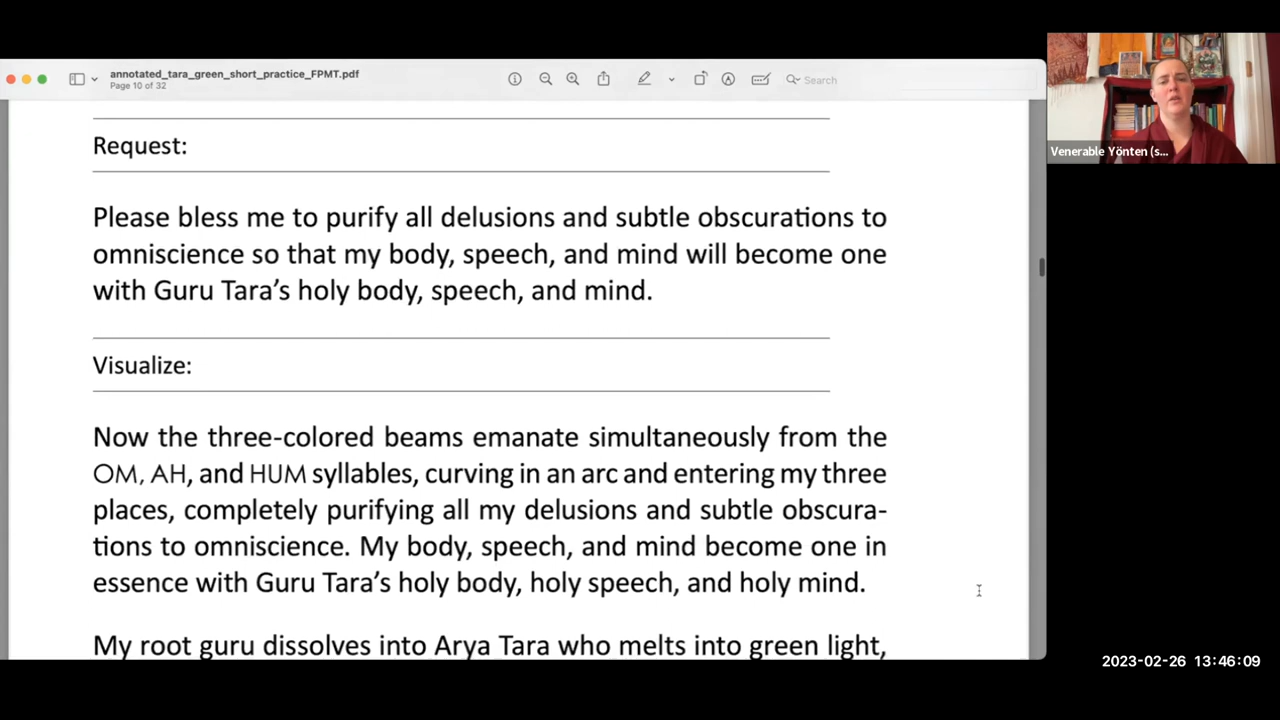 annotated_tara_green_short_practice_FPMT.pdf
Page 10 of 32
Search
Request:
Please bless me to purify all delusions and subtle obscurations to
omniscience so that my body, speech, and mind will become one
with Guru Tara’s holy body, speech, and mind.
Visualize:
Now the three-colored beams emanate simultaneously from the
OM, AH, and HUM syllables, curving in an arc and entering my three
places, completely purifying all my delusions and subtle obscura-
tions to omniscience. My body, speech, and mind become one in
essence with Guru Tara’s holy body, holy speech, and holy mind.
My root guru dissolves into Arya Tara who melts into green light,
Venerable Yönten (s...
2023-02-26 13:46:09